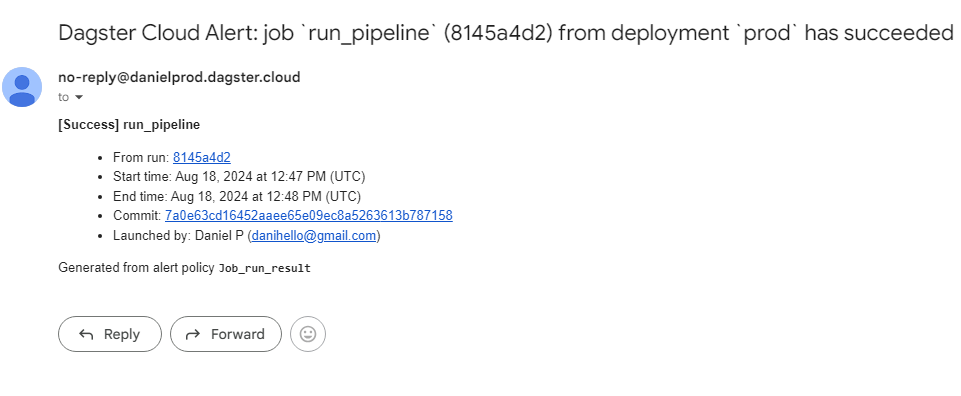 Dagster Cloud Alert: job `run_pipeline` (8145a4d2) from deployment `prod` has succeeded
no-reply@danielprod.dagster.cloud
to
[Success] run_pipeline
• From run: 8145a4d2
• Start time: Aug 18, 2024 at 12:47 PM (UTC)
• End time: Aug 18, 2024 at 12:48 PM (UTC)
• Commit: 7a0e63cd16452aaee65e09ec8a5263613b787158
• Launched by: Daniel P (danihello@gmail.com)
Generated from alert policy Job_run_result
Reply Forward